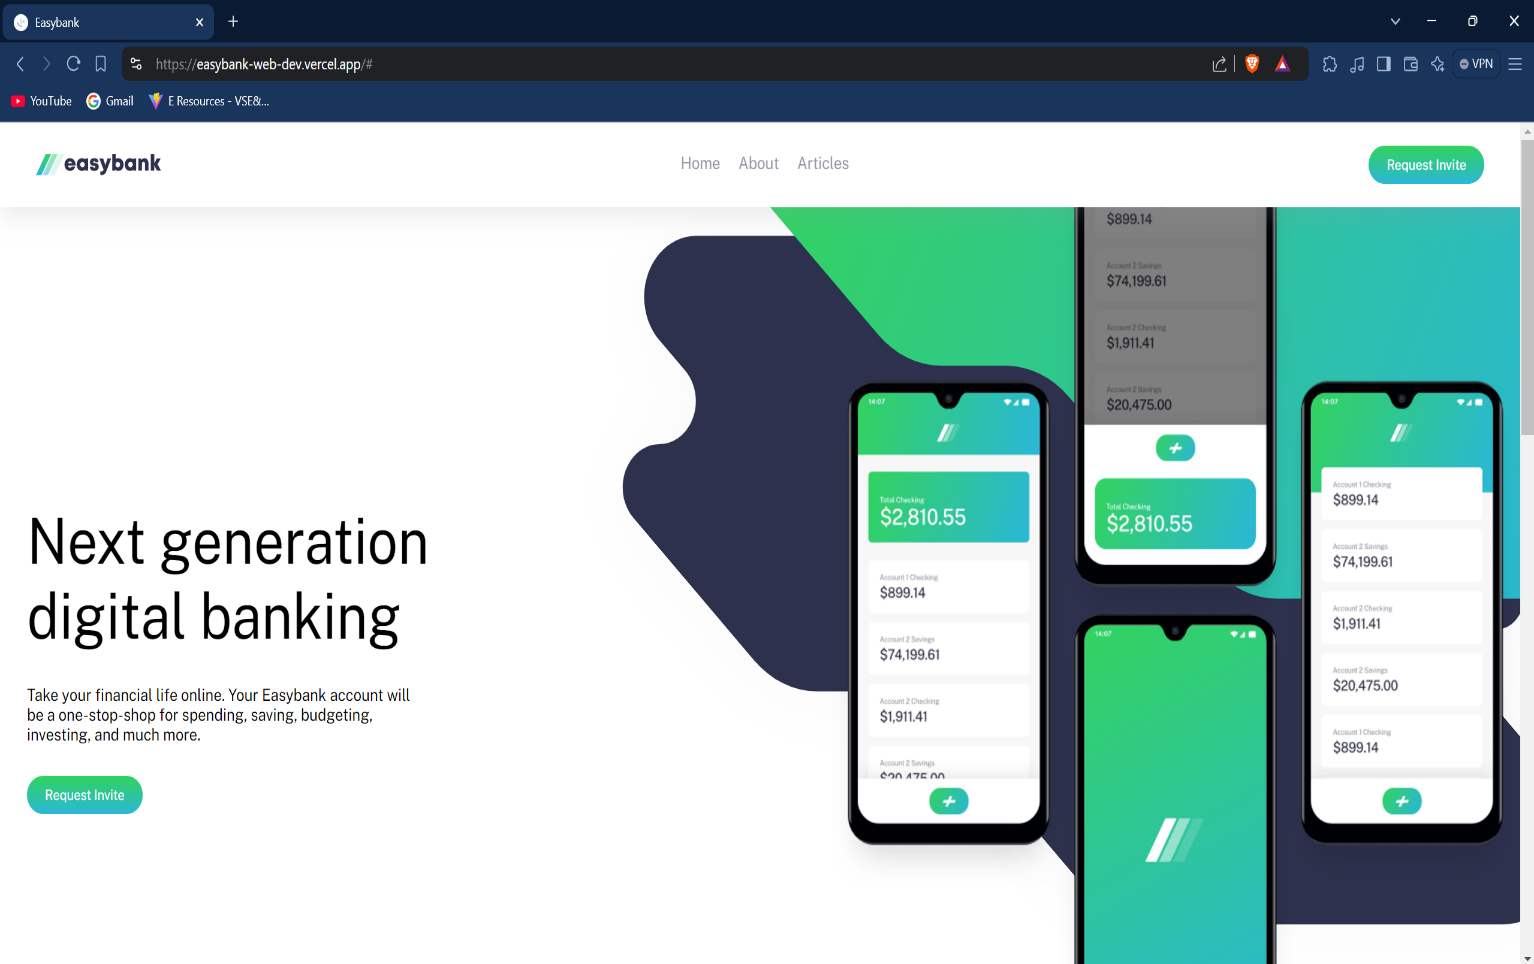 Easybank
https://easybank-web-dev.vercel.app/#
VPN
YouTube
Gmail
E Resources - VSE&...
easybank
Home
About
Articles
Request Invite
Next generation
digital banking
Take your financial life online. Your Easybank account will
be a one-stop-shop for spending, saving, budgeting,
investing, and much more.
Request Invite
14:07
Total Checking
$2,810.55
Account 1 Checking
$899.14
Account 2 Savings
$74,199.61
Account 2 Checking
$1,911.41
Account 2 Savings
$20,475.00
$899.14
Account 2 Savings
$74,199.61
Account 2 Checking
$1,911.41
Account 2 Savings
$20,475.00
Total Checking
$2,810.55
14:07
14:07
Account 1 Checking
$899.14
Account 2 Savings
$74,199.61
Account 2 Checking
$1,911.41
Account 2 Savings
$20,475.00
Account 1 Checking
$899.14